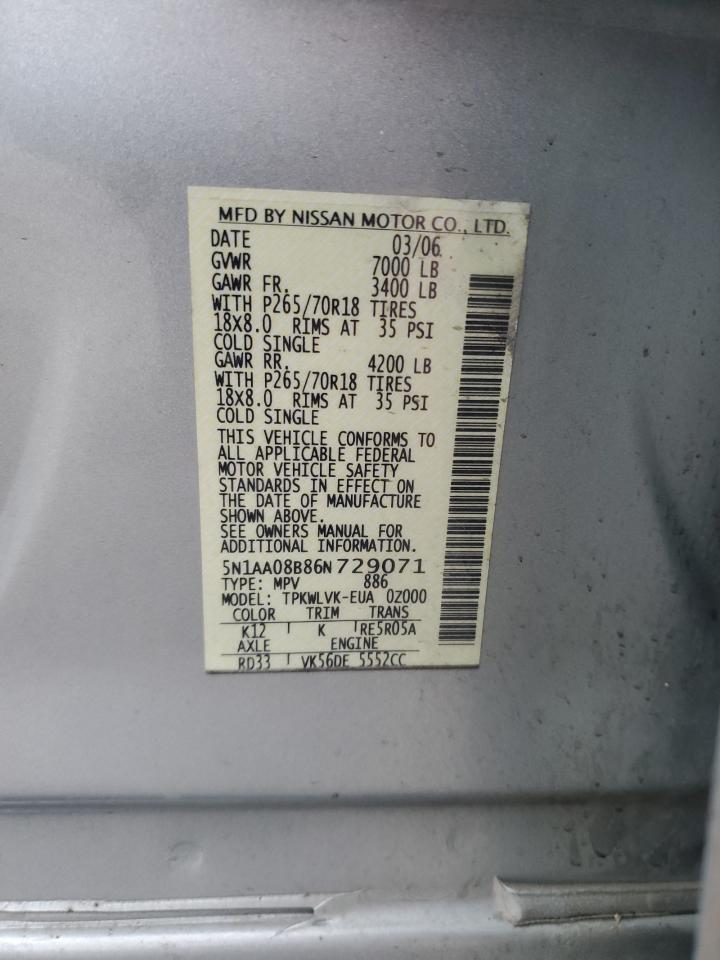 MFD BY NISSAN MOTOR CO., LTD.
DATE 03/06
GVWR 7000 LB
GAWR FR. 3400 LB
WITH P265/70R18 TIRES
18X8.0 RIMS AT 35 PSI
COLD SINGLE
GAWR RR. 4200 LB
WITH P265/70R18 TIRES
18X8.0 RIMS AT 35 PSI
COLD SINGLE
THIS VEHICLE CONFORMS TO
ALL APPLICABLE FEDERAL
MOTOR VEHICLE SAFETY
STANDARDS IN EFFECT ON
THE DATE OF MANUFACTURE
SHOWN ABOVE.
SEE OWNERS MANUAL FOR
ADDITIONAL INFORMATION.
5N1AA08B86N729071
TYPE: MPV 886
MODEL: TPKWLVK-EUA 0Z000
COLOR TRIM TRANS
K12 K RE5R05A
AXLE ENGINE
RD33 VK56DE 5552CC